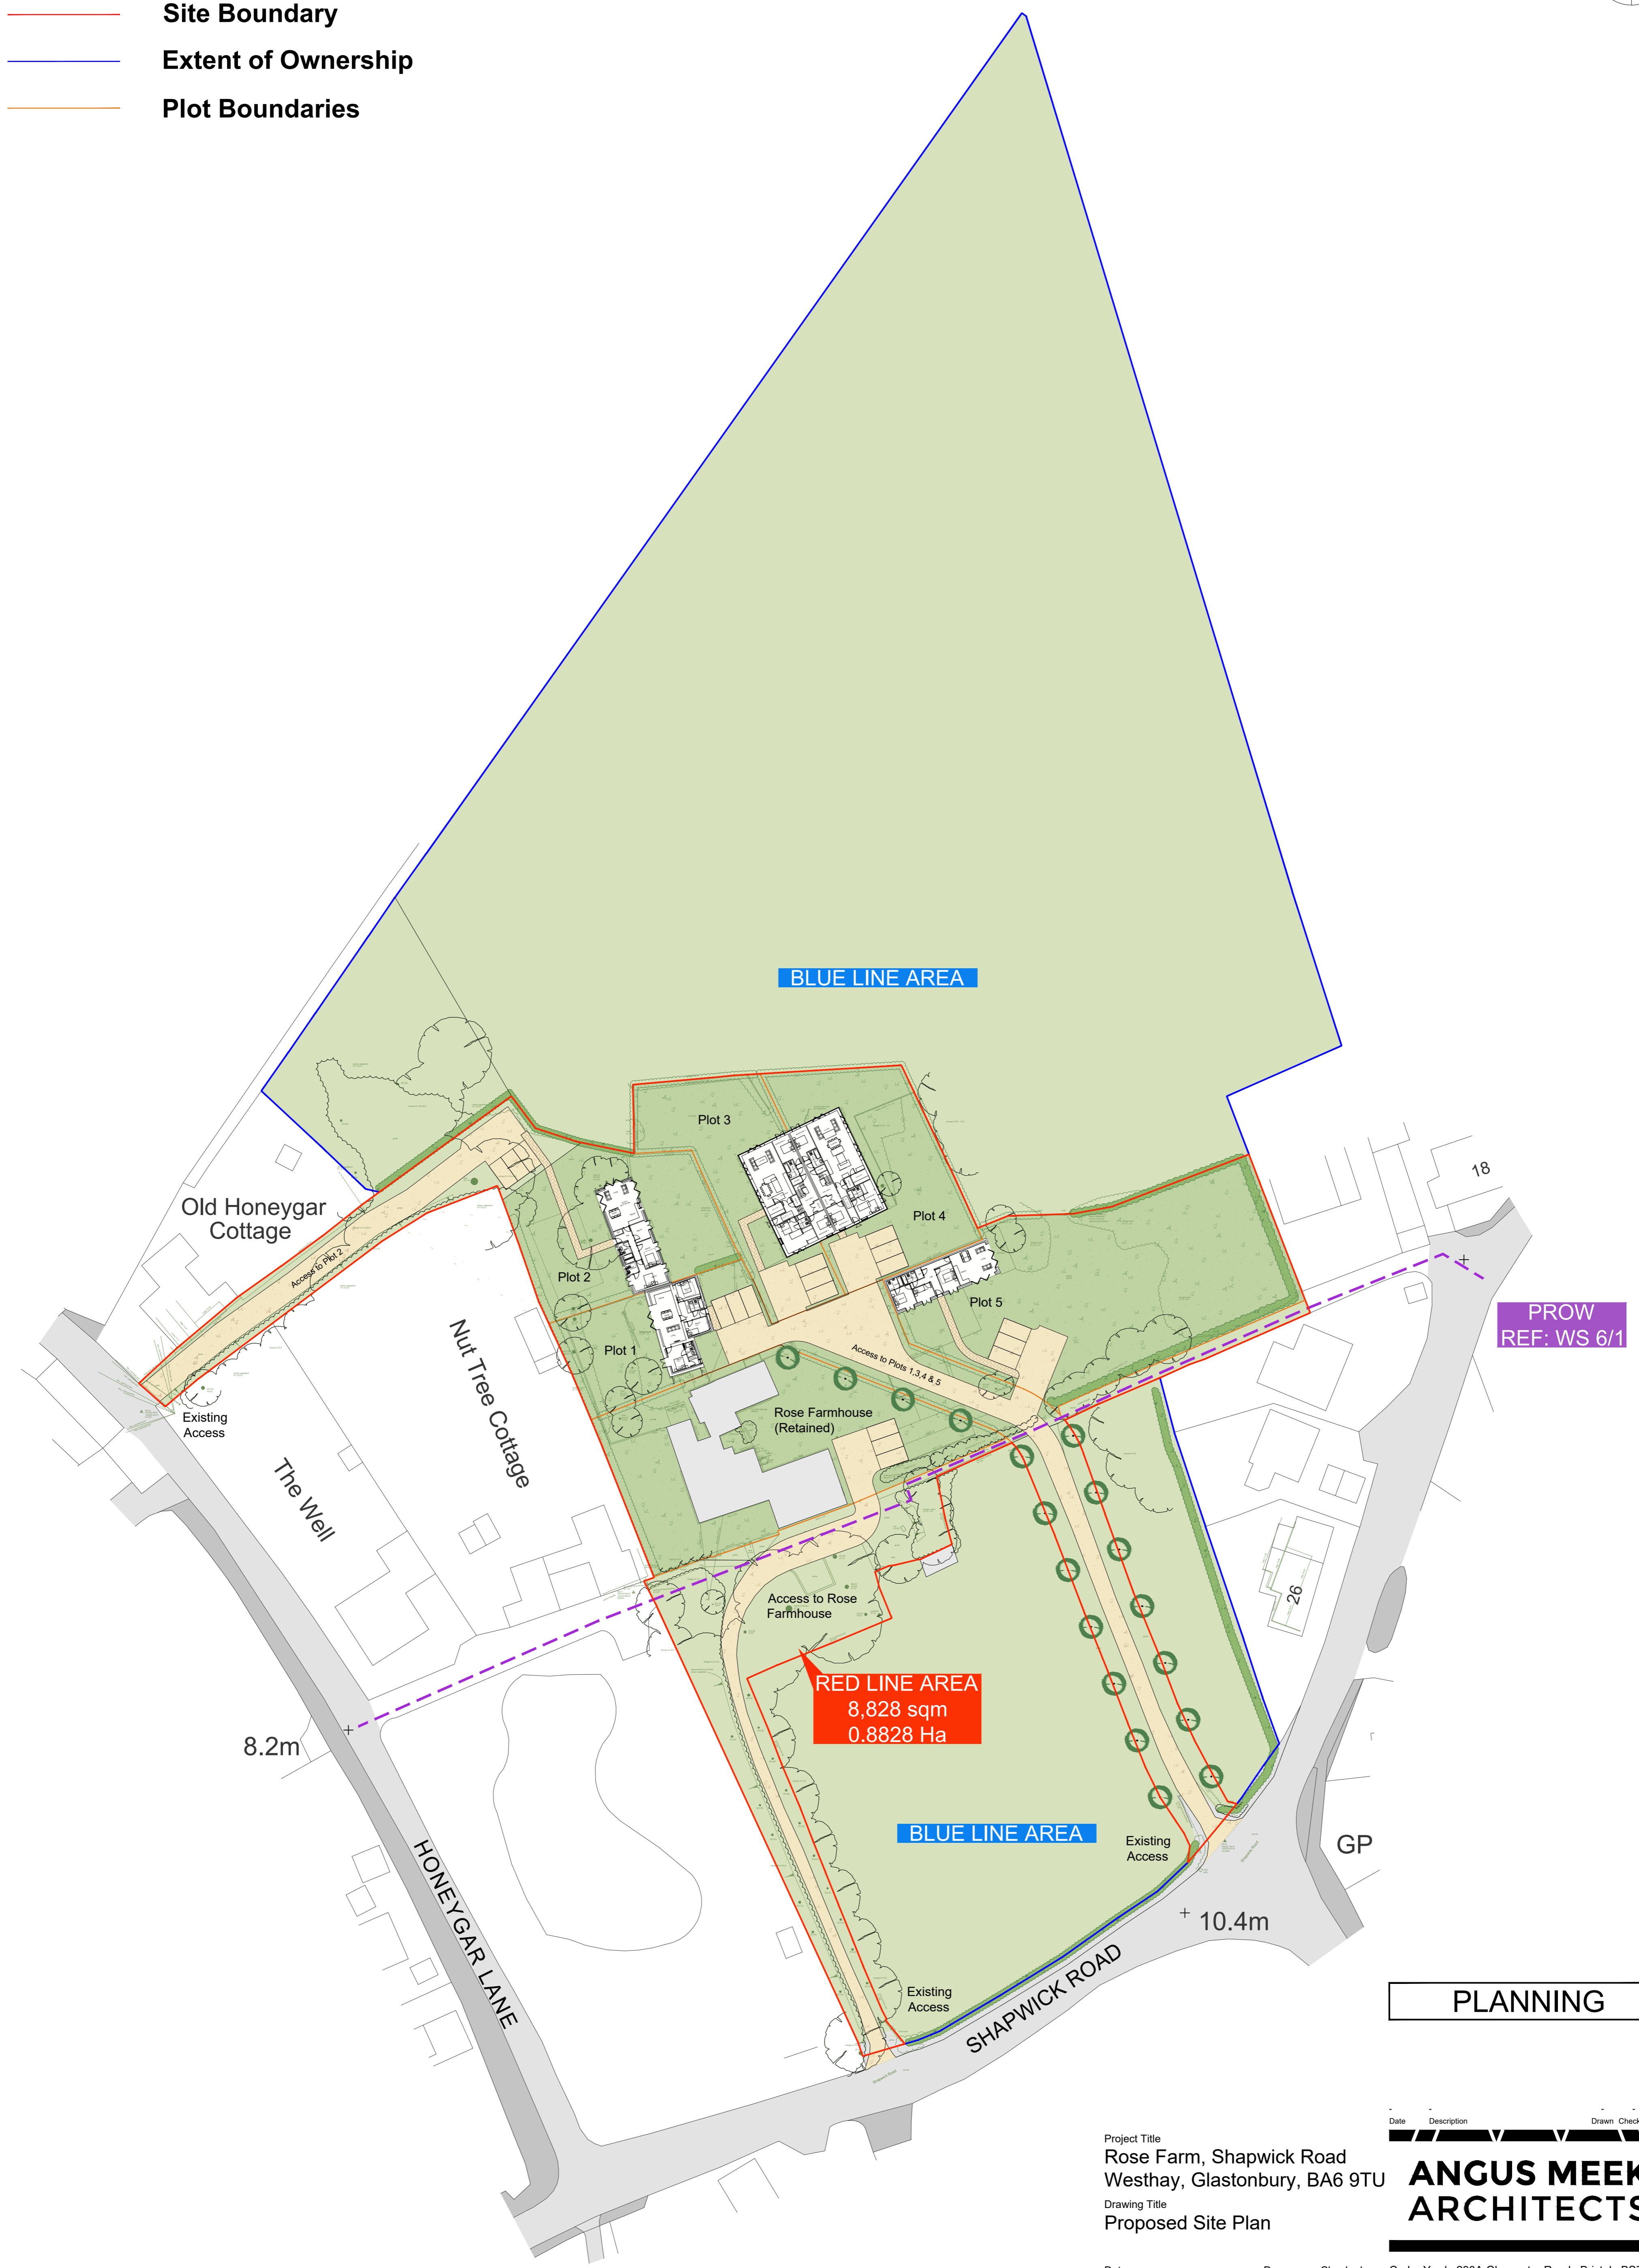 Site Boundary
Extent of Ownership
Plot Boundaries
BLUE LINE AREA
Plot 3
18
Old Honeygar
Cottage
Plot 4
Access to Plot 2
Plot 2
Plot 5
PROW
REF: WS 6/1
Plot 1
Access to Plots 1,3,4 & 5
Nut Tree Cottage
Existing
Access
Rose Farmhouse
(Retained)
The Well
26
Access to Rose
Farmhouse
RED LINE AREA
8,828 sqm
0.8828 Ha
8.2m
BLUE LINE AREA
Existing
Access
GP
HONEYGAR LANE
10.4m
Existing
Access
SHAPWICK ROAD
Shapwick Road
Shapwick Road
PLANNING
Date Description Drawn Check
Project Title
Rose Farm, Shapwick Road
Westhay, Glastonbury, BA6 9TU
ANGUS MEEK
ARCHITECTS
Drawing Title
Proposed Site Plan